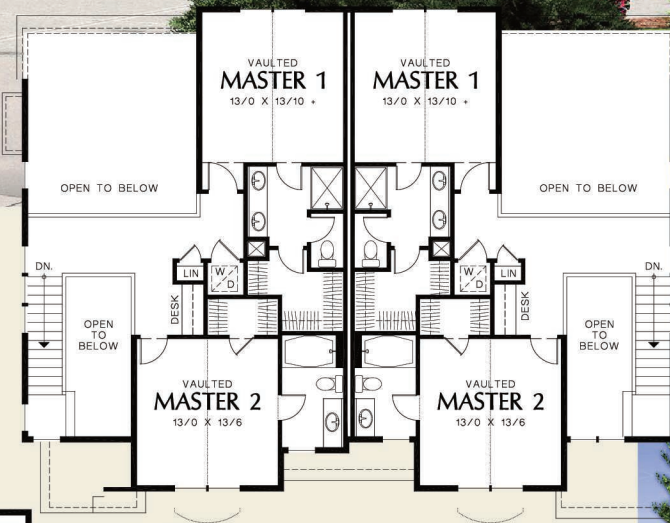 VAULTED
MASTER 1
13/0 X 13/10 +
VAULTED
MASTER 1
13/0 X 13/10 +
OPEN TO BELOW
OPEN TO BELOW
DN.
LIN
W
D
DESK
OPEN
TO
BELOW
W
D
LIN
DESK
DN.
OPEN
TO
BELOW
VAULTED
MASTER 2
13/0 X 13/6
VAULTED
MASTER 2
13/0 X 13/6